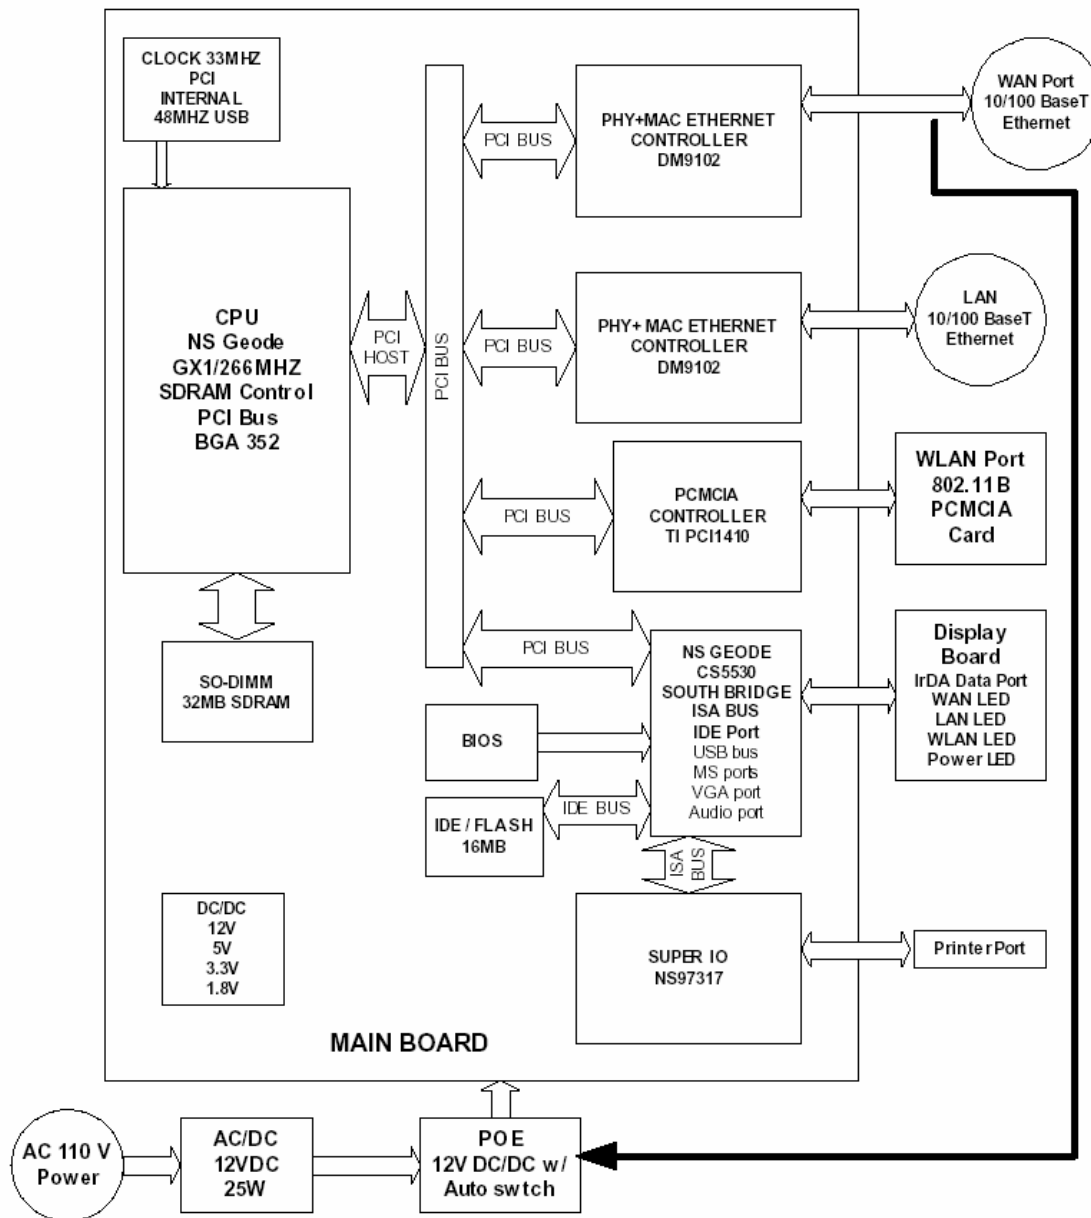 CLOCK 33MHZ
PCI
INTERNAL
48MHZ USB
CPU
NS Geode
GX1/266MHZ
SDRAM Control
PCI Bus
BGA 352
SO-DIMM
32MB SDRAM
PCI
HOST
PCI BUS
PCI BUS
PHY+MAC ETHERNET
CONTROLLER
DM9102
WAN Port
10/100 BaseT
Ethernet
PCI BUS
PHY+ MAC ETHERNET
CONTROLLER
DM9102
LAN
10/100 BaseT
Ethernet
PCI BUS
PCMCIA
CONTROLLER
TI PCI1410
WLAN Port
802.11B
PCMCIA
Card
PCI BUS
NS GEODE
CS5530
SOUTH BRIDGE
ISA BUS
IDE Port
USB bus
MS ports
VGA port
Audio port
Display
Board
IrDA Data Port
WAN LED
LAN LED
WLAN LED
Power LED
BIOS
IDE / FLASH
16MB
IDE BUS
ISA
BUS
SUPER IO
NS97317
Printer Port
DC/DC
12V
5V
3.3V
1.8V
MAIN BOARD
AC 110 V
Power
AC/DC
12VDC
25W
POE
12V DC/DC w/
Auto swtch